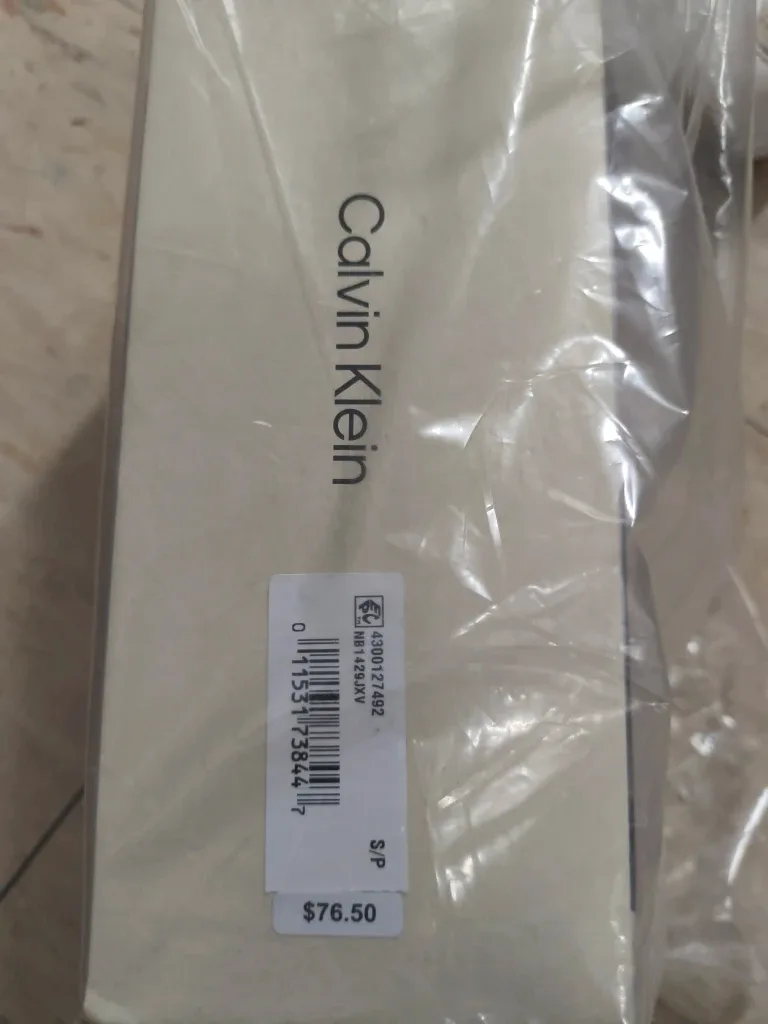 Calvin Klein
4300127492
NB1429JXV
0 11531 73844 7
S/P
$76.50